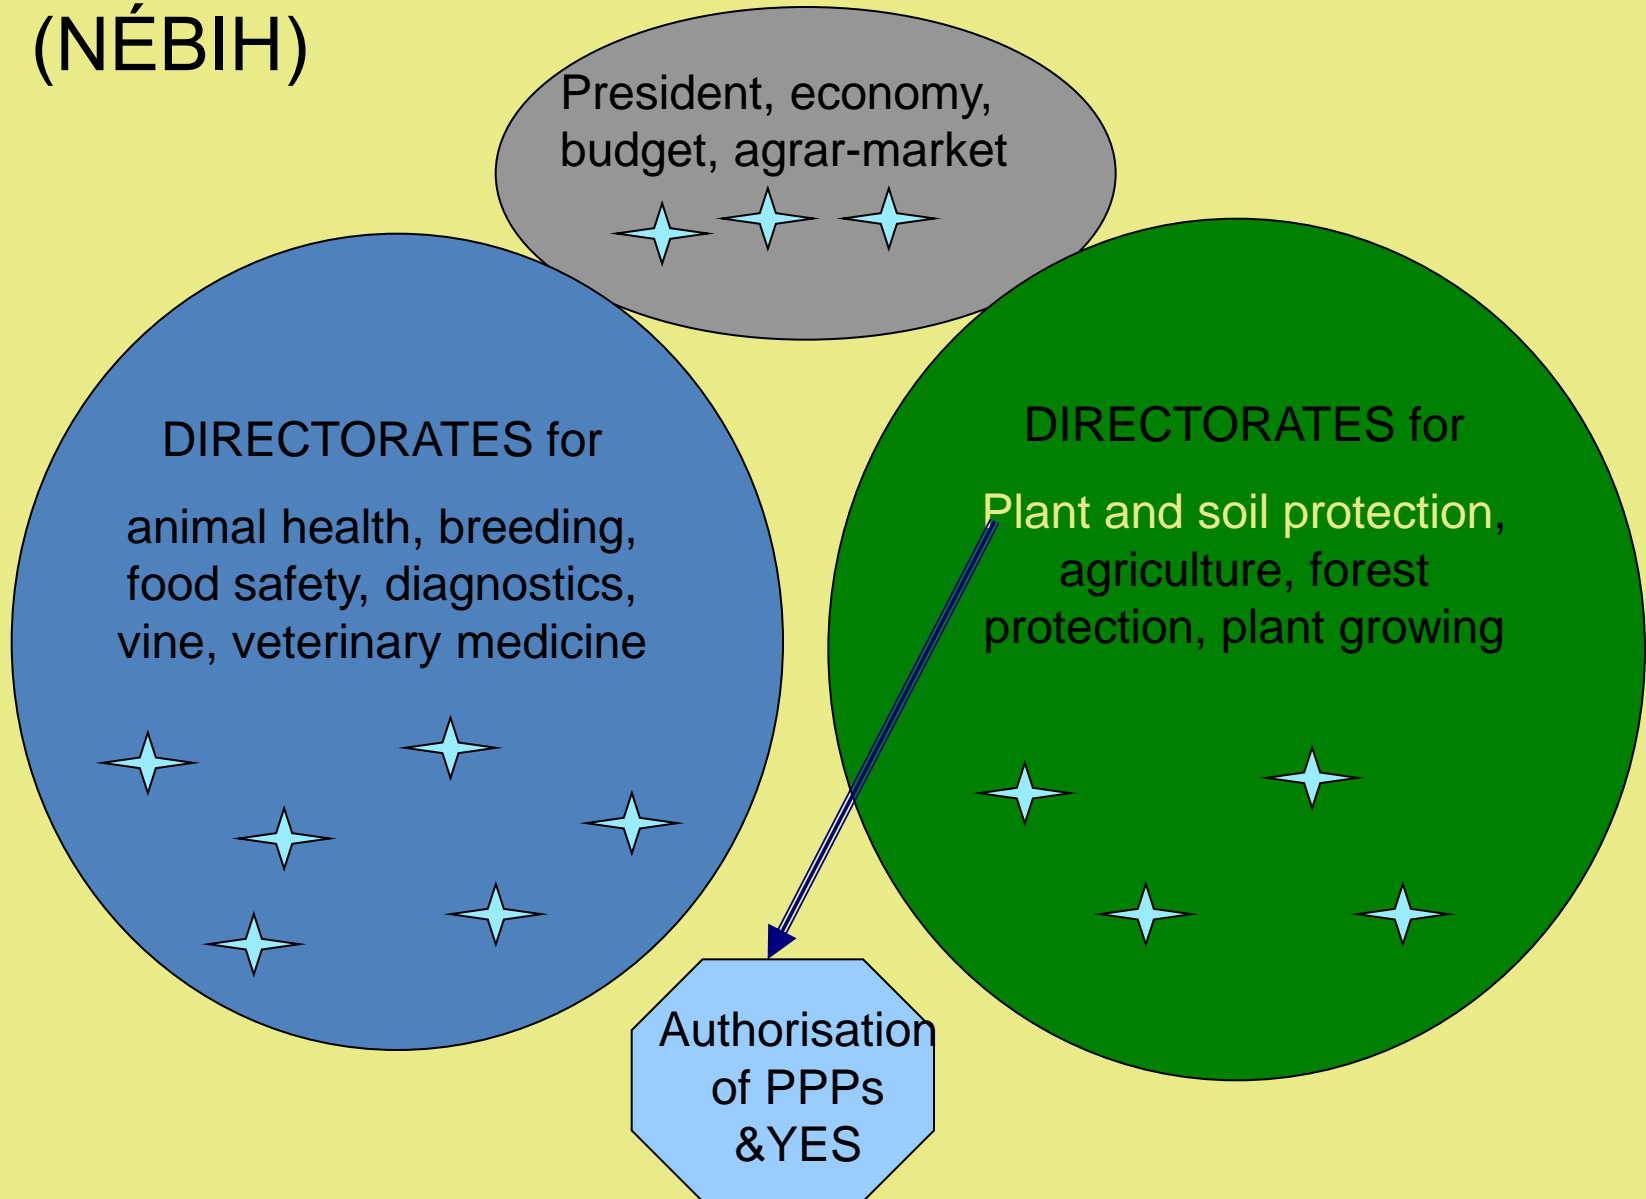 (NÉBIH)
President, economy,
budget, agrar-market
DIRECTORATES for
animal health, breeding,
food safety, diagnostics,
vine, veterinary medicine
DIRECTORATES for
Plant and soil protection,
agriculture, forest
protection, plant growing
Authorisation
of PPPs
&YES